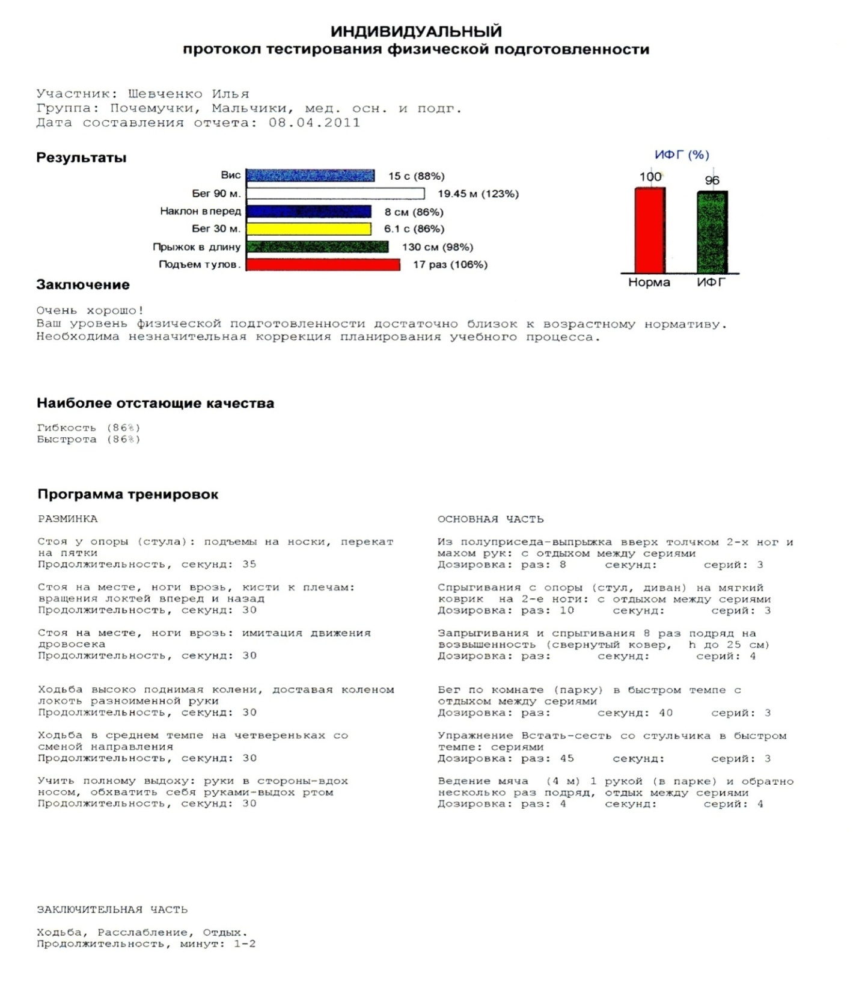 ИНДИВИДУАЛЬНЫЙ
протокол тестирования физической подготовленности
Участник: Шевченко Илья
Группа: Почемучки, Мальчики, мед. осн. и подг.
Дата составления отчета: 08.04.2011
Результаты
Вис 15 с (88%)
Бег 90 м. 19.45 м (123%)
Наклон вперед 8 см (86%)
Бег 30 м. 6.1 с (86%)
Прыжок в длину 130 см (98%)
Подъем тулов. 17 раз (106%)
ИФГ (%)
100 96
Норма ИФГ
Заключение
Очень хорошо!
Ваш уровень физической подготовленности достаточно близок к возрастному нормативу.
Необходима незначительная коррекция планирования учебного процесса.
Наиболее отстающие качества
Гибкость (86%)
Быстрота (86%)
Программа тренировок
РАЗМИНКА
Стоя у опоры (стула): подъемы на носки, перекат
на пятки
Продолжительность, секунд: 35
Стоя на месте, ноги врозь, кисти к плечам:
вращения локтей вперед и назад
Продолжительность, секунд: 30
Стоя на месте, ноги врозь: имитация движения
дровосека
Продолжительность, секунд: 30
Ходьба высоко поднимая колени, доставая коленом
локоть разноименной руки
Продолжительность, секунд: 30
Ходьба в среднем темпе на четвереньках со
сменой направления
Продолжительность, секунд: 30
Учить полному выдоху: руки в стороны-вдох
носом, обхватить себя руками-выдох ртом
Продолжительность, секунд: 30
ОСНОВНАЯ ЧАСТЬ
Из полуприседа-выпрыжка вверх толчком 2-х ног и
махом рук: с отдыхом между сериями
Дозировка: раз: 8 секунд: серий: 3
Спрыгивания с опоры (стул, диван) на мягкий
коврик на 2-е ноги: с отдыхом между сериями
Дозировка: раз: 10 секунд: серий: 3
Запрыгивания и спрыгивания 8 раз подряд на
возвышенность (свернутый ковер, h до 25 см)
Дозировка: раз: секунд: серий: 4
Бег по комнате (парку) в быстром темпе с
отдыхом между сериями
Дозировка: раз: секунд: 40 серий: 3
Упражнение Встать-сесть со стульчика в быстром
темпе: сериями
Дозировка: раз: 45 секунд: серий: 3
Ведение мяча (4 м) 1 рукой (в парке) и обратно
несколько раз подряд, отдых между сериями
Дозировка: раз: 4 секунд: серий: 4
ЗАКЛЮЧИТЕЛЬНАЯ ЧАСТЬ
Ходьба, Расслабление, Отдых.
Продолжительность, минут: 1-2